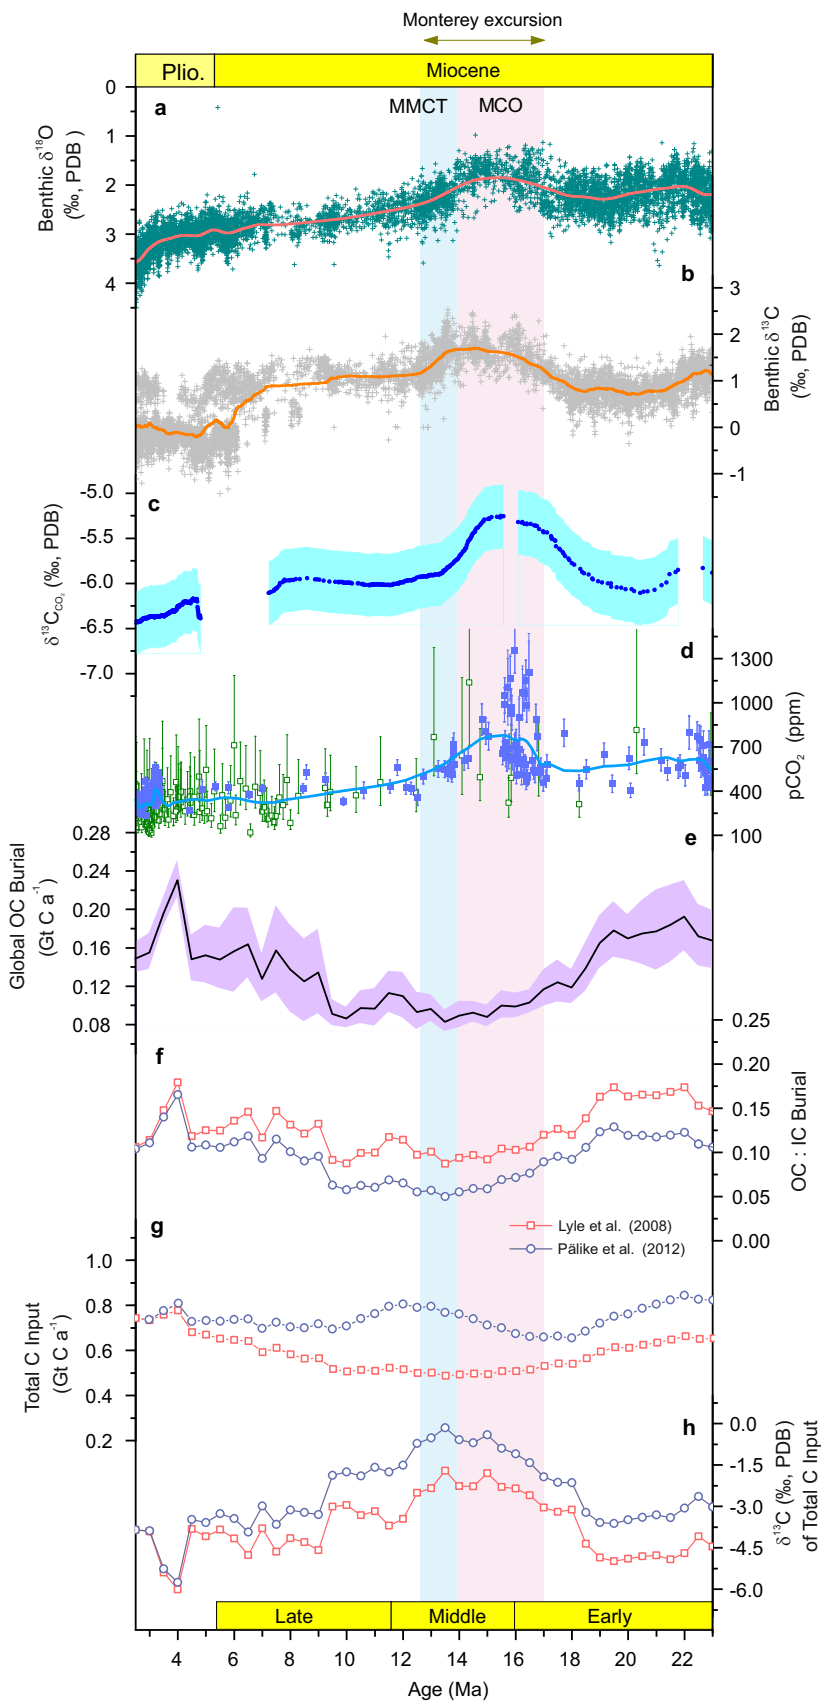 Monterey excursion
Plio.
Miocene
a
MMCT
MCO
0
1
2
3
4
Benthic δ¹⁸O
(‰, PDB )
b
3
2
1
0
-1
Benthic δ¹³C
(‰, PDB)
c
-5.0
-5.5
-6.0
-6.5
-7.0
δ¹³C_CO₂ (‰, PDB)
d
1300
1000
700
400
100
pCO₂ (ppm)
e
0.28
0.24
0.20
0.16
0.12
0.08
Global OC Burial
(Gt C a⁻¹)
f
0.25
0.20
0.15
0.10
0.05
0.00
OC : IC Burial
g
Lyle et al. (2008)
Pälike et al. (2012)
1.0
0.8
0.6
0.4
0.2
Total C Input
(Gt C a⁻¹)
h
0.0
-1.5
-3.0
-4.5
-6.0
δ¹³C (‰, PDB)
of Total C Input
Late
Middle
Early
4
6
8
10
12
14
16
18
20
22
Age (Ma)